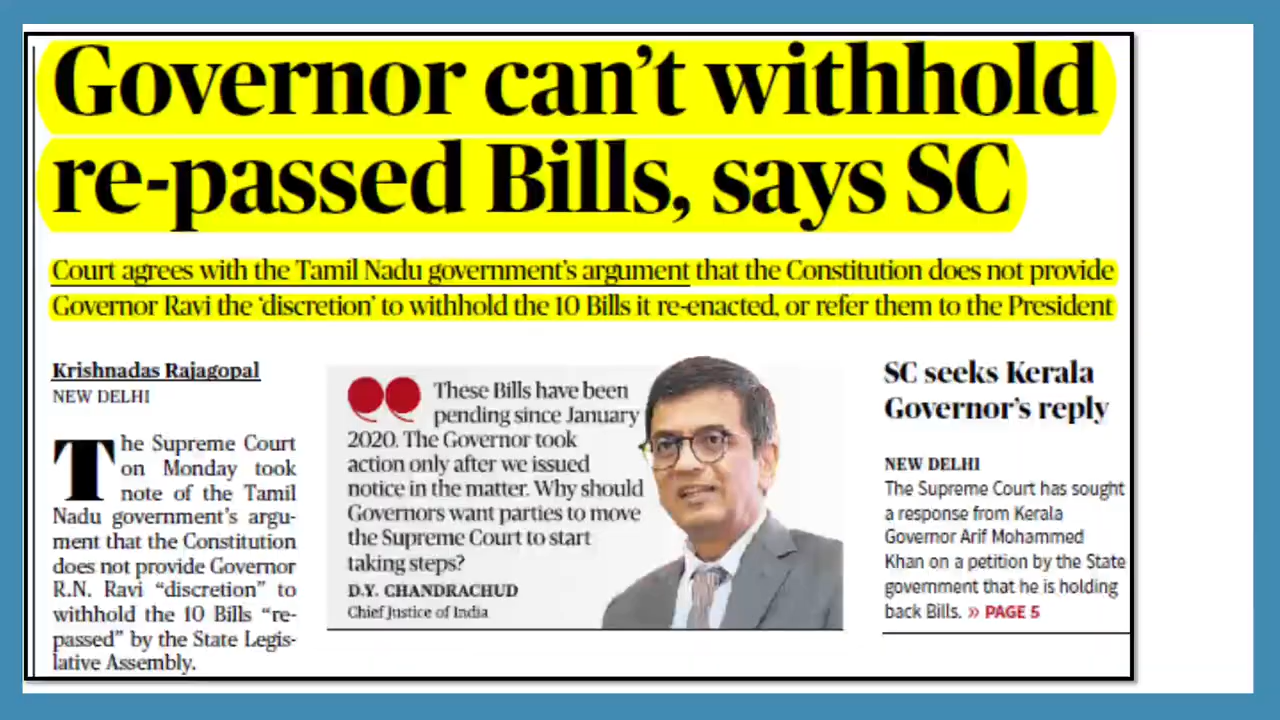 Governor can't withhold
re-passed Bills, says SC
Court agrees with the Tamil Nadu government's argument that the Constitution does not provide
Governor Ravi the 'discretion' to withhold the 10 Bills it re-enacted, or refer them to the President
Krishnadas Rajagopal
NEW DELHI
The Supreme Court
on Monday took
note of the Tamil
Nadu government's argu-
ment that the Constitution
does not provide Governor
R.N. Ravi "discretion" to
withhold the 10 Bills "re-
passed" by the State Legis-
lative Assembly.
These Bills have been
pending since January
2020. The Governor took
action only after we issued
notice in the matter. Why should
Governors want parties to move
the Supreme Court to start
taking steps?
D.Y. CHANDRACHUD
Chief Justice of India
SC seeks Kerala
Governor's reply
NEW DELHI
The Supreme Court has sought
a response from Kerala
Governor Arif Mohammed
Khan on a petition by the State
government that he is holding
back Bills. » PAGE 5